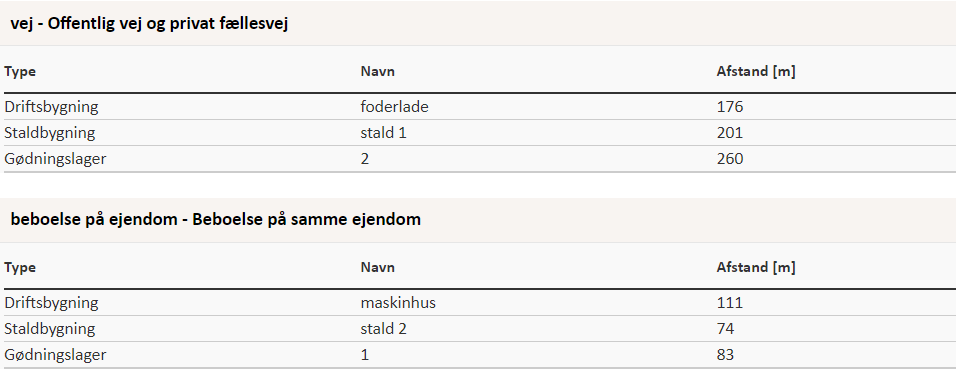 vej - Offentlig vej og privat fællesvej
Type Navn Afstand [m]
Driftsbygning foderlade 176
Staldbygning stald 1 201
Gødningslager 2 260
beboelse på ejendom - Beboelse på samme ejendom
Type Navn Afstand [m]
Driftsbygning maskinhus 111
Staldbygning stald 2 74
Gødningslager 1 83